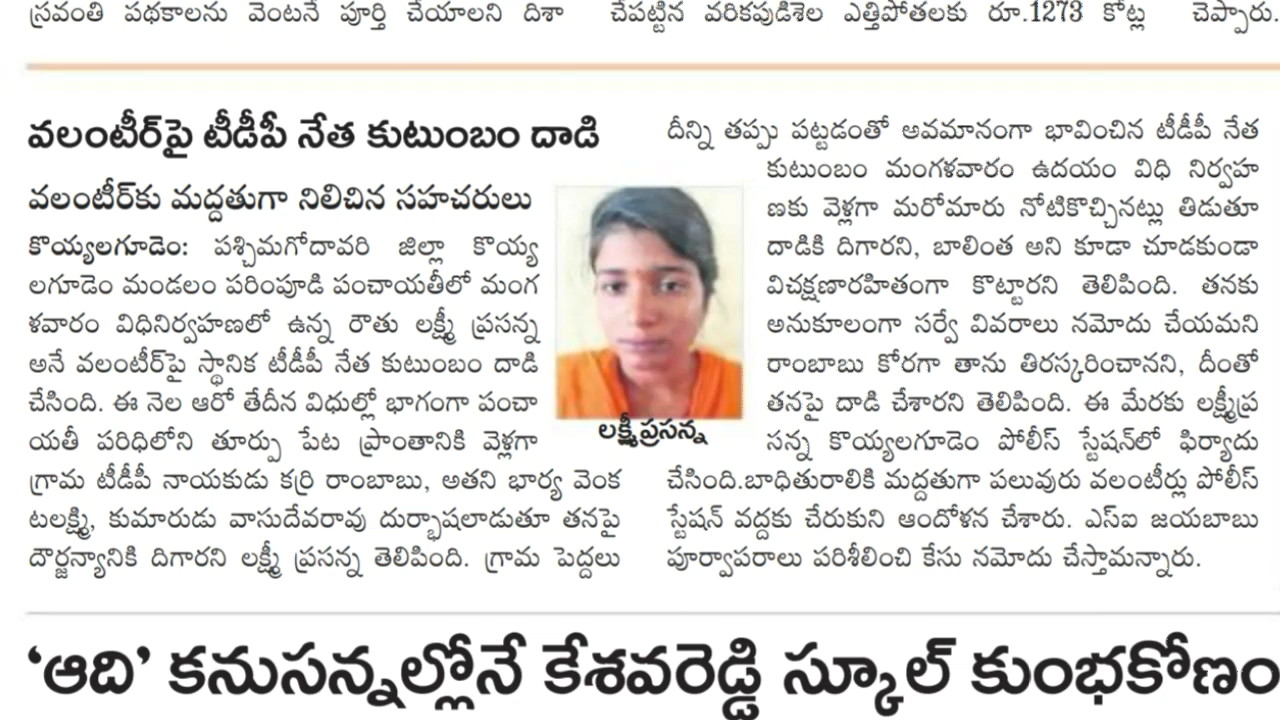 స్రవంతి పథకాలను వెంటనే పూర్తి చేయాలని దిశా
చేపట్టిన వరికపుడిశెల ఎత్తిపోతలకు రూ.1273 కోట్ల
చెప్పారు.
వలంటీర్‌పై టీడీపీ నేత కుటుంబం దాడి
వలంటీర్‌కు మద్దతుగా నిలిచిన సహచరులు
కొయ్యలగూడెం: పశ్చిమగోదావరి జిల్లా కొయ్య
లగూడెం మండలం పరింపూడి పంచాయతీలో మంగ
ళవారం విధినిర్వహణలో ఉన్న రౌతు లక్ష్మీ ప్రసన్న
అనే వలంటీర్‌పై స్థానిక టీడీపీ నేత కుటుంబం దాడి
చేసింది. ఈ నెల ఆరో తేదీన విధుల్లో భాగంగా పంచా
యతీ పరిధిలోని తూర్పు పేట ప్రాంతానికి వెళ్లగా
గ్రామ టీడీపీ నాయకుడు కర్రి రాంబాబు, అతని భార్య వెంక
టలక్ష్మి, కుమారుడు వాసుదేవరావు దుర్భాషలాడుతూ తనపై
దౌర్జన్యానికి దిగారని లక్ష్మీ ప్రసన్న తెలిపింది. గ్రామ పెద్దలు
లక్ష్మీప్రసన్న
దీన్ని తప్పు పట్టడంతో అవమానంగా భావించిన టీడీపీ నేత
కుటుంబం మంగళవారం ఉదయం విధి నిర్వహ
ణకు వెళ్లగా మరోమారు నోటికొచ్చినట్లు తిడుతూ
దాడికి దిగారని, బాలింత అని కూడా చూడకుండా
విచక్షణారహితంగా కొట్టారని తెలిపింది. తనకు
అనుకూలంగా సర్వే వివరాలు నమోదు చేయమని
రాంబాబు కోరగా తాను తిరస్కరించానని, దీంతో
తనపై దాడి చేశారని తెలిపింది. ఈ మేరకు లక్ష్మీప్ర
సన్న కొయ్యలగూడెం పోలీస్ స్టేషన్‌లో ఫిర్యాదు
చేసింది.బాధితురాలికి మద్దతుగా పలువురు వలంటీర్లు పోలీస్
స్టేషన్ వద్దకు చేరుకుని ఆందోళన చేశారు. ఎస్ఐ జయబాబు
పూర్వాపరాలు పరిశీలించి కేసు నమోదు చేస్తామన్నారు.
‘ఆది’ కనుసన్నల్లోనే కేశవరెడ్డి స్కూల్ కుంభకోణం